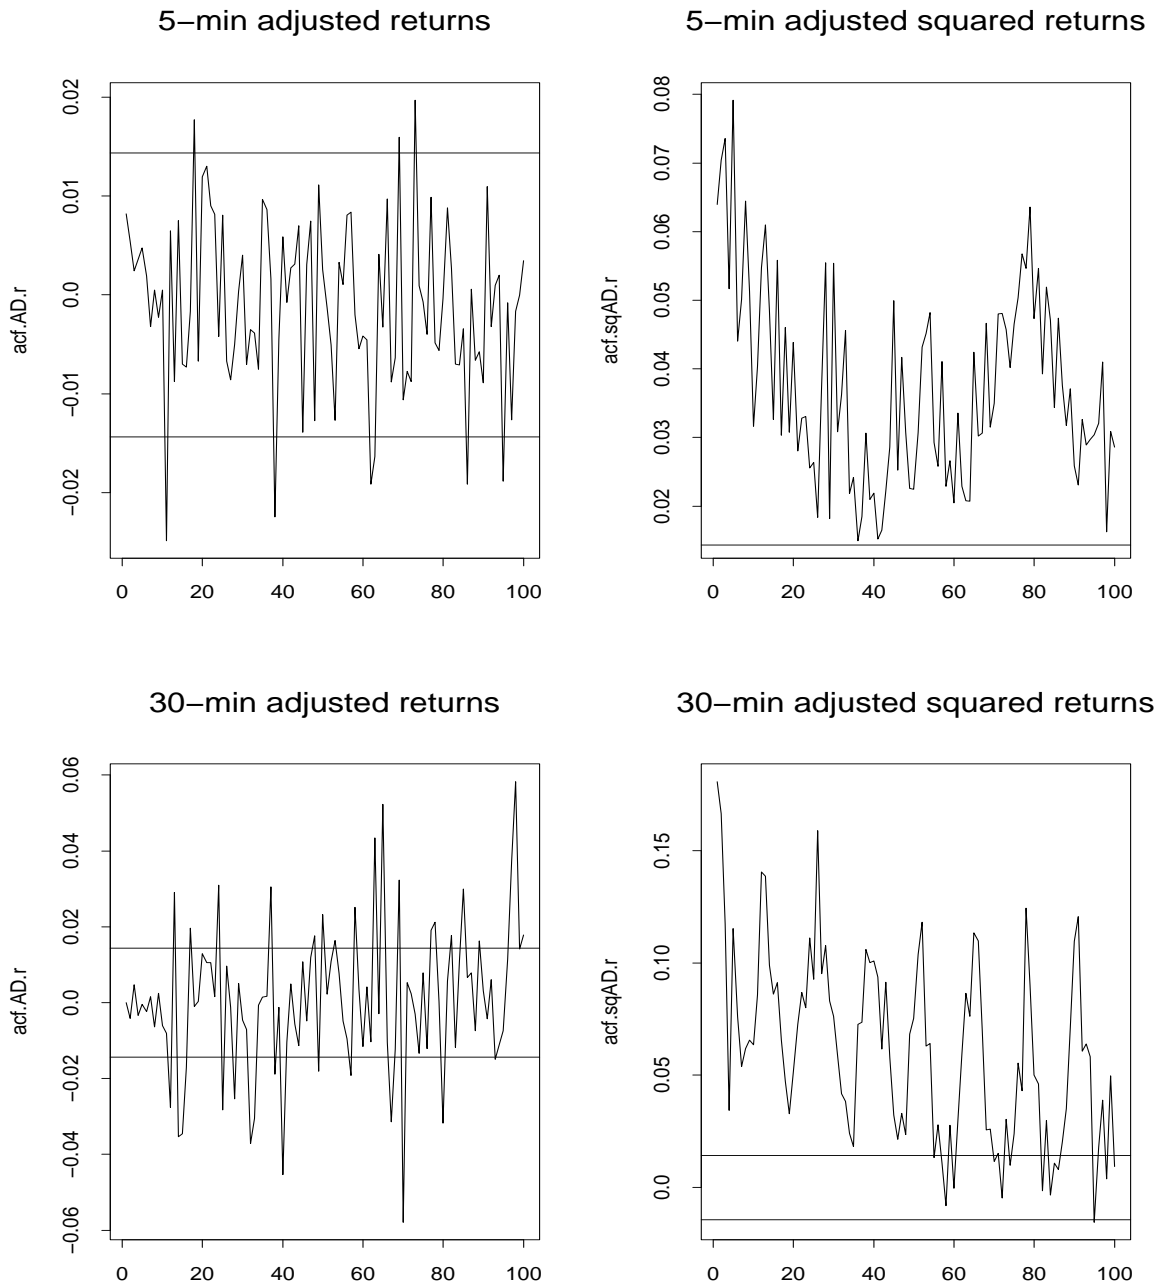 5−min adjusted returns
acf.AD.r
0.02
0.01
0.0
−0.01
−0.02
0 20 40 60 80 100
5−min adjusted squared returns
acf.sqAD.r
0.08
0.07
0.06
0.05
0.04
0.03
0.02
0 20 40 60 80 100
30−min adjusted returns
acf.AD.r
0.06
0.04
0.02
0.0
−0.02
−0.04
−0.06
0 20 40 60 80 100
30−min adjusted squared returns
acf.sqAD.r
0.15
0.10
0.05
0.0
0 20 40 60 80 100